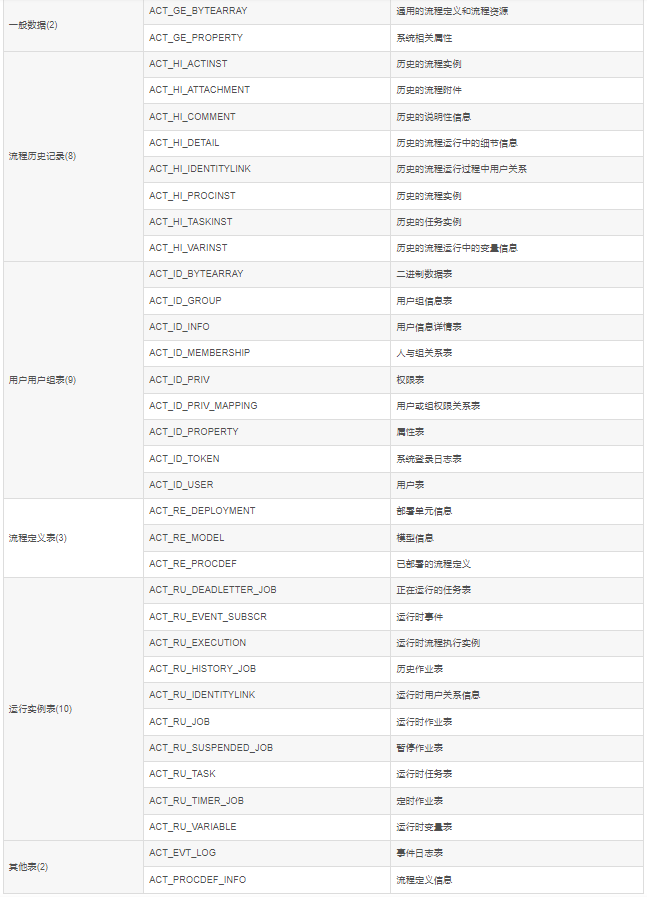 一般数据(2)
ACT_GE_BYTEARRAY 通用的流程定义和流程资源
ACT_GE_PROPERTY 系统相关属性
流程历史记录(8)
ACT_HI_ACTINST 历史的流程实例
ACT_HI_ATTACHMENT 历史的流程附件
ACT_HI_COMMENT 历史的说明性信息
ACT_HI_DETAIL 历史的流程运行中的细节信息
ACT_HI_IDENTITYLINK 历史的流程运行过程中用户关系
ACT_HI_PROCINST 历史的流程实例
ACT_HI_TASKINST 历史的任务实例
ACT_HI_VARINST 历史的流程运行中的变量信息
用户用户组表(9)
ACT_ID_BYTEARRAY 二进制数据表
ACT_ID_GROUP 用户组信息表
ACT_ID_INFO 用户信息详情表
ACT_ID_MEMBERSHIP 人与组关系表
ACT_ID_PRIV 权限表
ACT_ID_PRIV_MAPPING 用户或组权限关系表
ACT_ID_PROPERTY 属性表
ACT_ID_TOKEN 系统登录日志表
ACT_ID_USER 用户表
流程定义表(3)
ACT_RE_DEPLOYMENT 部署单元信息
ACT_RE_MODEL 模型信息
ACT_RE_PROCDEF 已部署的流程定义
运行实例表(10)
ACT_RU_DEADLETTER_JOB 正在运行的任务表
ACT_RU_EVENT_SUBSCR 运行时事件
ACT_RU_EXECUTION 运行时流程执行实例
ACT_RU_HISTORY_JOB 历史作业表
ACT_RU_IDENTITYLINK 运行时用户关系信息
ACT_RU_JOB 运行时作业表
ACT_RU_SUSPENDED_JOB 暂停作业表
ACT_RU_TASK 运行时任务表
ACT_RU_TIMER_JOB 定时作业表
ACT_RU_VARIABLE 运行时变量表
其他表(2)
ACT_EVT_LOG 事件日志表
ACT_PROCDEF_INFO 流程定义信息